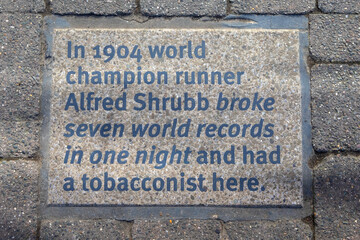 In 1904 world
champion runner
Alfred Shrubb broke
seven world records
in one night and had
a tobacconist here.